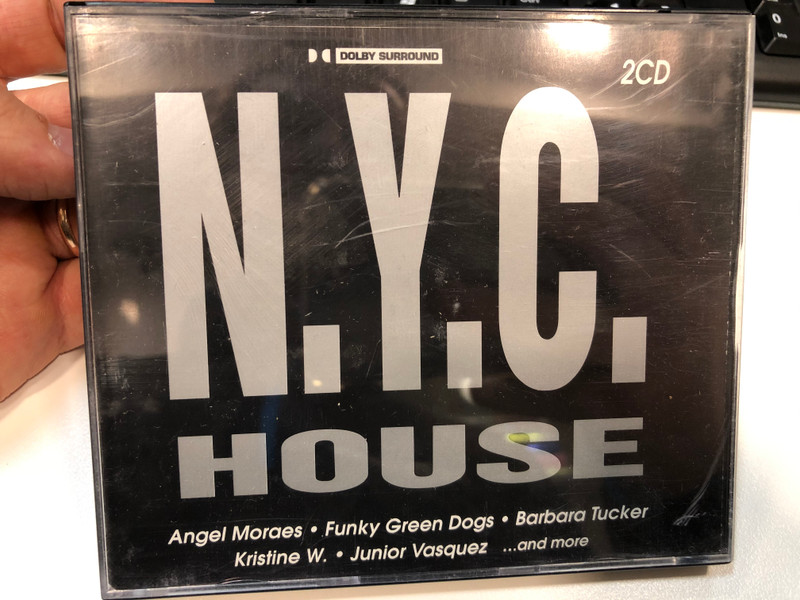 DOLBY SURROUND
2CD
N.Y.C.
HOUSE
Angel Moraes • Funky Green Dogs • Barbara Tucker
Kristine W. • Junior Vasquez ...and more